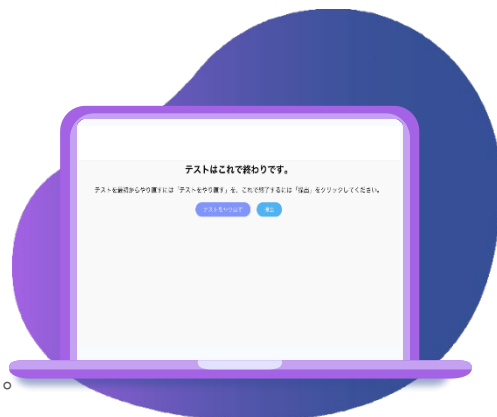 テストはこれで終わりです。
テストを最初からやり直すには「テストをやり直す」を、これで終了するには「提出」をクリックしてください。
テストをやり直す 提出